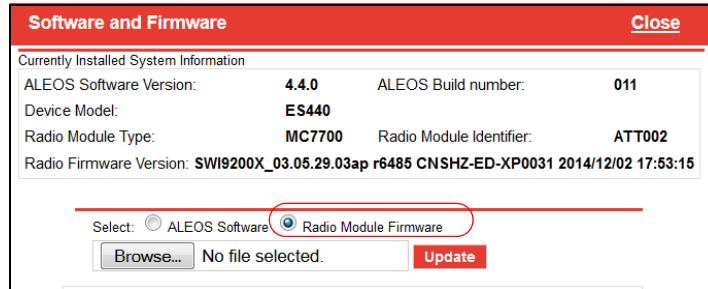 Software and Firmware Close
Currently Installed System Information
ALEOS Software Version: 4.4.0 ALEOS Build number: 011
Device Model: ES440
Radio Module Type: MC7700 Radio Module Identifier: ATT002
Radio Firmware Version: SWI9200X_03.05.29.03ap r6485 CNSHZ-ED-XP0031 2014/12/02 17:53:15
Select: ALEOS Software Radio Module Firmware
Browse... No file selected. Update